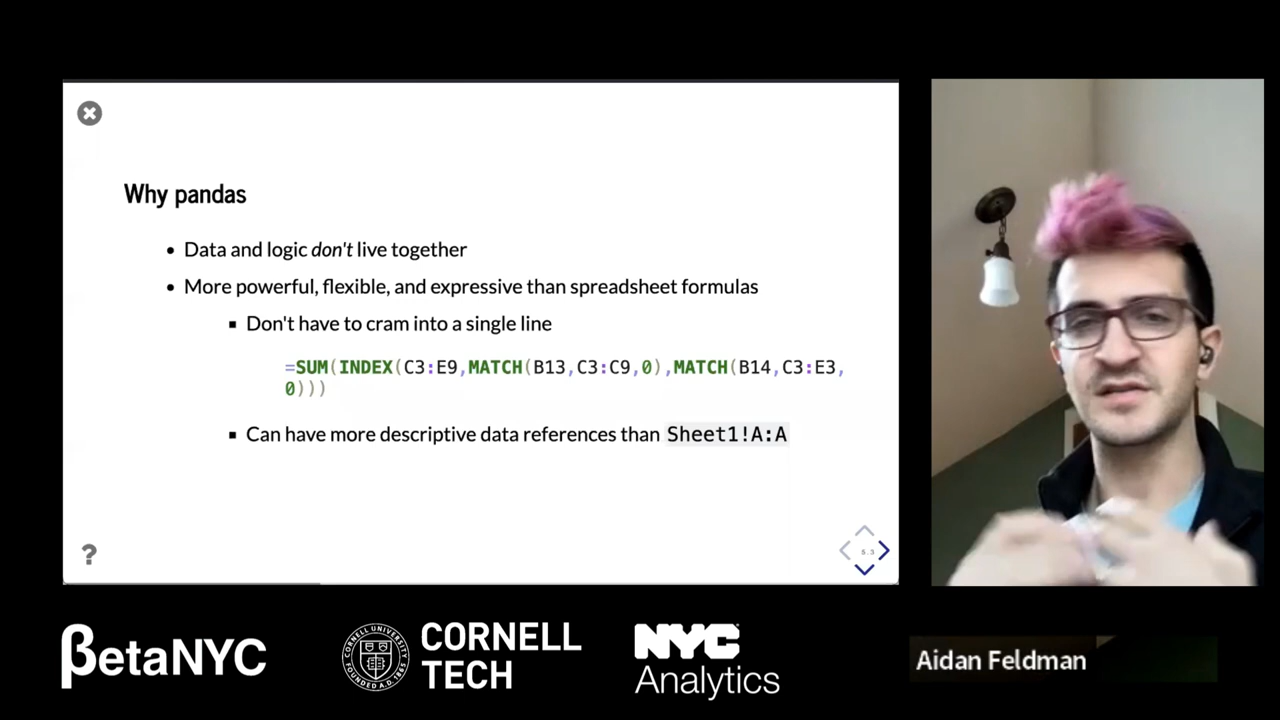 Why pandas
• Data and logic don't live together
• More powerful, flexible, and expressive than spreadsheet formulas
▪ Don't have to cram into a single line
=SUM(INDEX(C3:E9,MATCH(B13,C3:C9,0),MATCH(B14,C3:E3,
0)))
▪ Can have more descriptive data references than Sheet1!A:A
?
5.3
βetaNYC
CORNELL
TECH
NYC
Analytics
Aidan Feldman